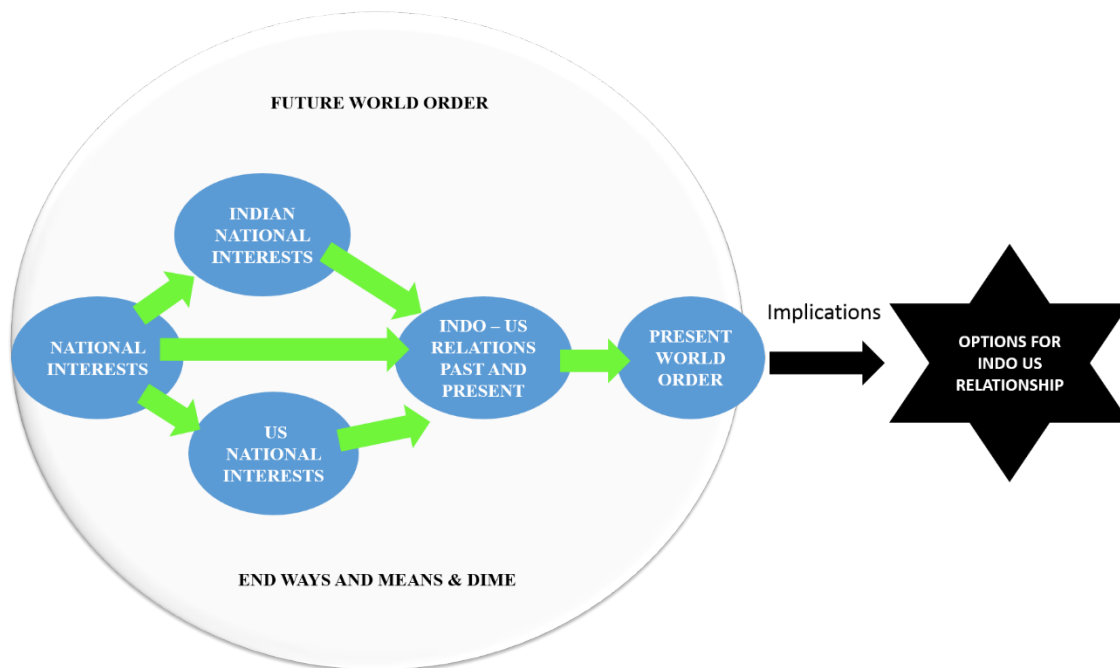 FUTURE WORLD ORDER
INDIAN
NATIONAL
INTERESTS
NATIONAL
INTERESTS
US
NATIONAL
INTERESTS
INDO – US
RELATIONS
PAST AND
PRESENT
PRESENT
WORLD
ORDER
Implications
OPTIONS FOR
INDO US
RELATIONSHIP
END WAYS AND MEANS & DIME